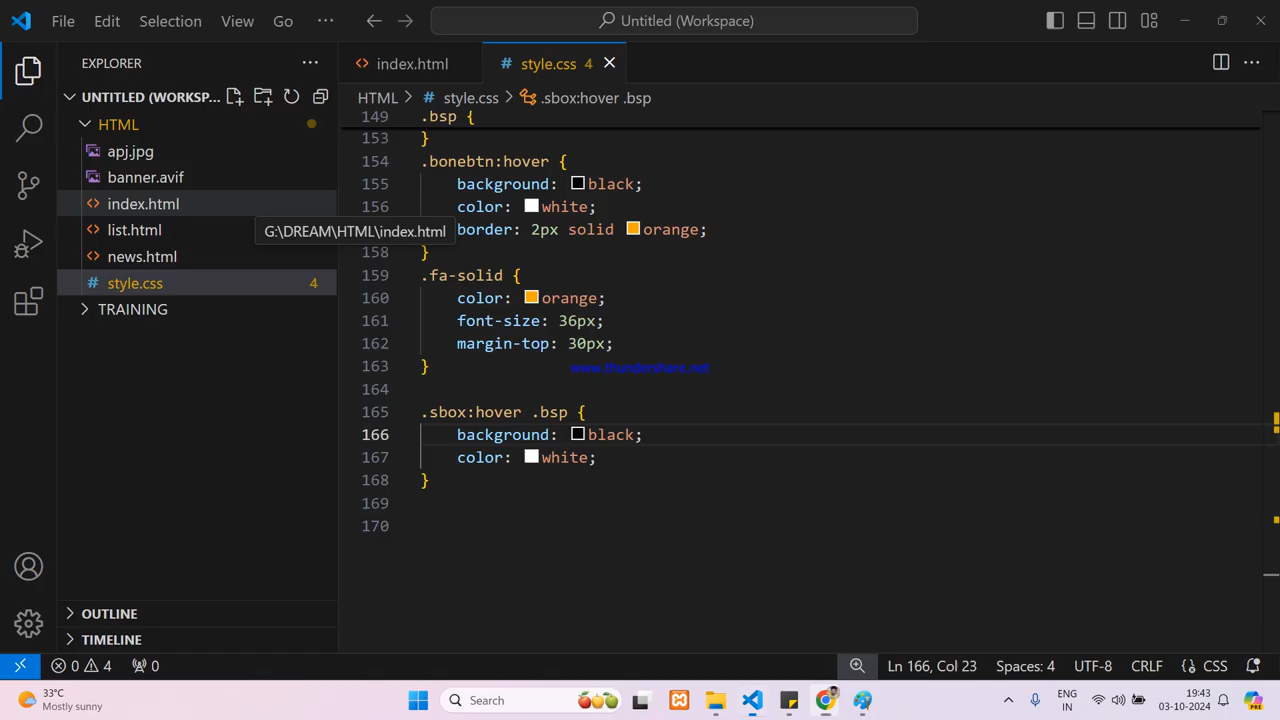 File Edit Selection View Go ··· Untitled (Workspace)
EXPLORER ···
index.html
# style.css 4
UNTITLED (WORKSP...
HTML > # style.css > .sbox:hover .bsp
HTML
apj.jpg
banner.avif
index.html
list.html
news.html
# style.css 4
TRAINING
G:\DREAM\HTML\index.html
149 .bsp {
153 }
154 .bonebtn:hover {
155 background: black;
156 color: white;
border: 2px solid orange;
158 }
159 .fa-solid {
160 color: orange;
161 font-size: 36px;
162 margin-top: 30px;
163 }
www.thundershare.net
164
165 .sbox:hover .bsp {
166 background: black;
167 color: white;
168 }
169
170
OUTLINE
TIMELINE
0 4 0 Ln 166, Col 23 Spaces: 4 UTF-8 CRLF {} CSS
33°C
Mostly sunny
Search
ENG
IN
19:43
03-10-2024